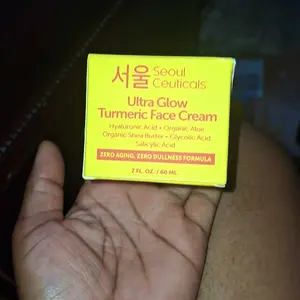 서울 Seoul
Ceuticals
Ultra Glow
Turmeric Face Cream
Hyaluronic Acid • Organic Aloe
Organic Shea Butter • Glycolic Acid
Salicylic Acid
ZERO AGING, ZERO DULLNESS FORMULA
2 FL. OZ. / 60 ML